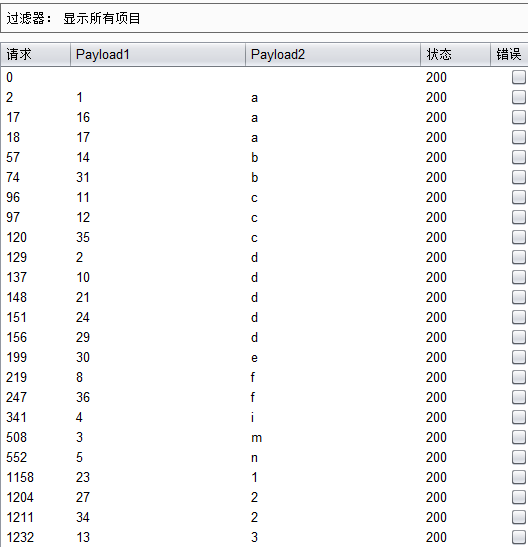 过滤器： 显示所有项目
请求 Payload1 Payload2 状态 错误
0 200
2 1 a 200
17 16 a 200
18 17 a 200
57 14 b 200
74 31 b 200
96 11 c 200
97 12 c 200
120 35 c 200
129 2 d 200
137 10 d 200
148 21 d 200
151 24 d 200
156 29 d 200
199 30 e 200
219 8 f 200
247 36 f 200
341 4 i 200
508 3 m 200
552 5 n 200
1158 23 1 200
1204 27 2 200
1211 34 2 200
1232 13 3 200